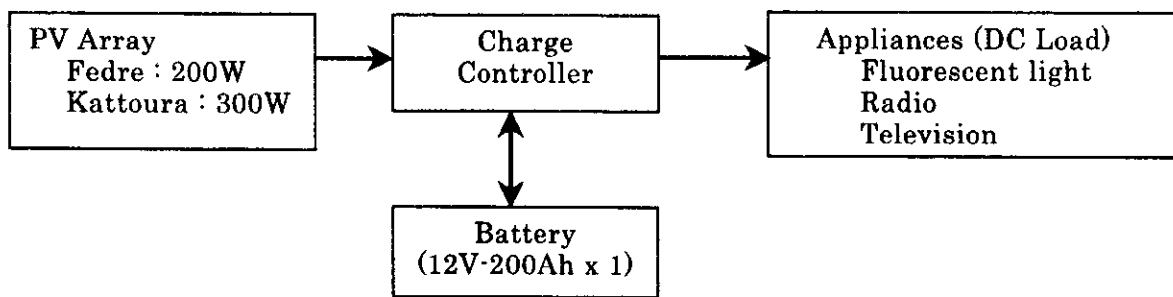 PV Array
Fedre : 200W
Kattoura : 300W
Charge
Controller
Appliances (DC Load)
Fluorescent light
Radio
Television
Battery
(12V-200Ah x 1)